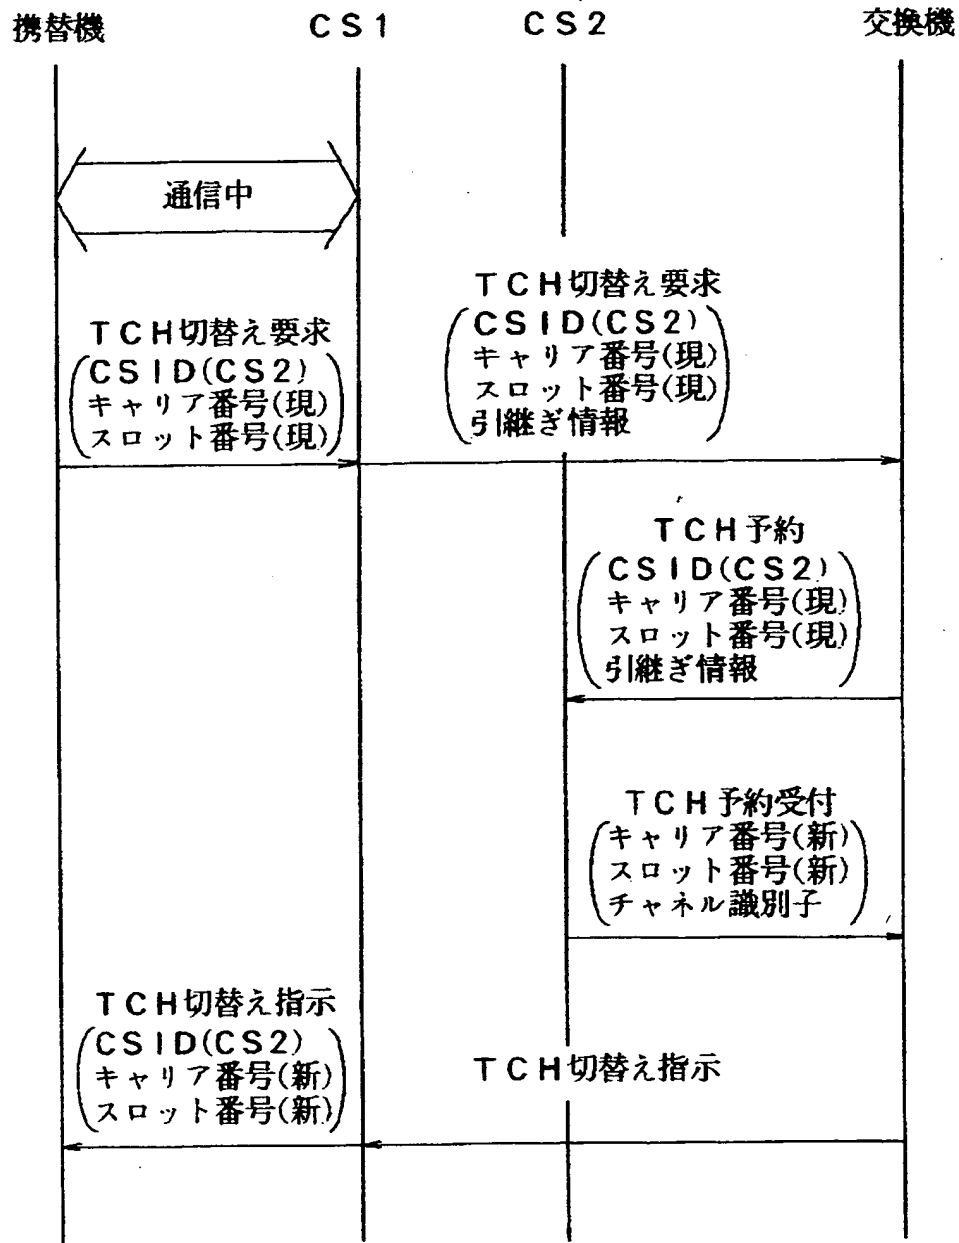 携替機 CS1 CS2 交換機
通信中
TCH切替え要求
CSID(CS2)
キャリア番号(現)
スロット番号(現)
引継ぎ情報
TCH切替え要求
CSID(CS2)
キャリア番号(現)
スロット番号(現)
TCH予約
CSID(CS2)
キャリア番号(現)
スロット番号(現)
引継ぎ情報
TCH予約受付
キャリア番号(新)
スロット番号(新)
チャネル識別子
TCH切替え指示
CSID(CS2)
キャリア番号(新)
スロット番号(新)
TCH切替え指示